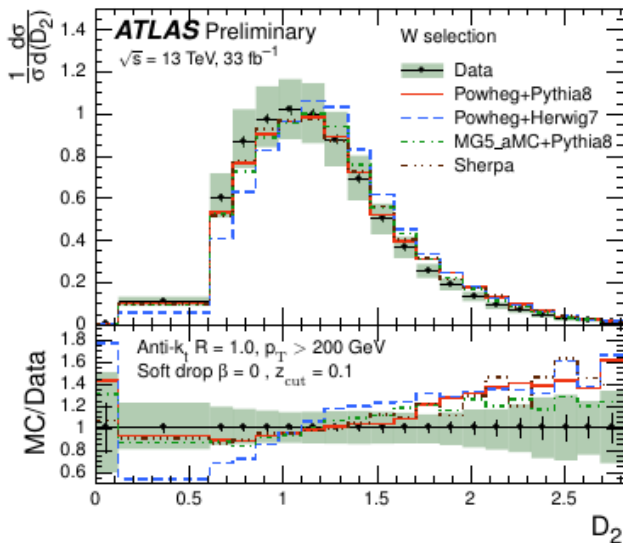 ATLAS Preliminary
√s = 13 TeV, 33 fb⁻¹
W selection
Data
Powheg+Pythia8
Powheg+Herwig7
MG5_aMC+Pythia8
Sherpa
1/σ dσ/d(D₂)
1.4
1.2
1
0.8
0.6
0.4
0.2
0
Anti-kₜ R = 1.0, p_T > 200 GeV
Soft drop β = 0 , z_cut = 0.1
MC/Data
1.8
1.6
1.4
1.2
1
0.8
0.6
0 0.5 1 1.5 2 2.5
D₂